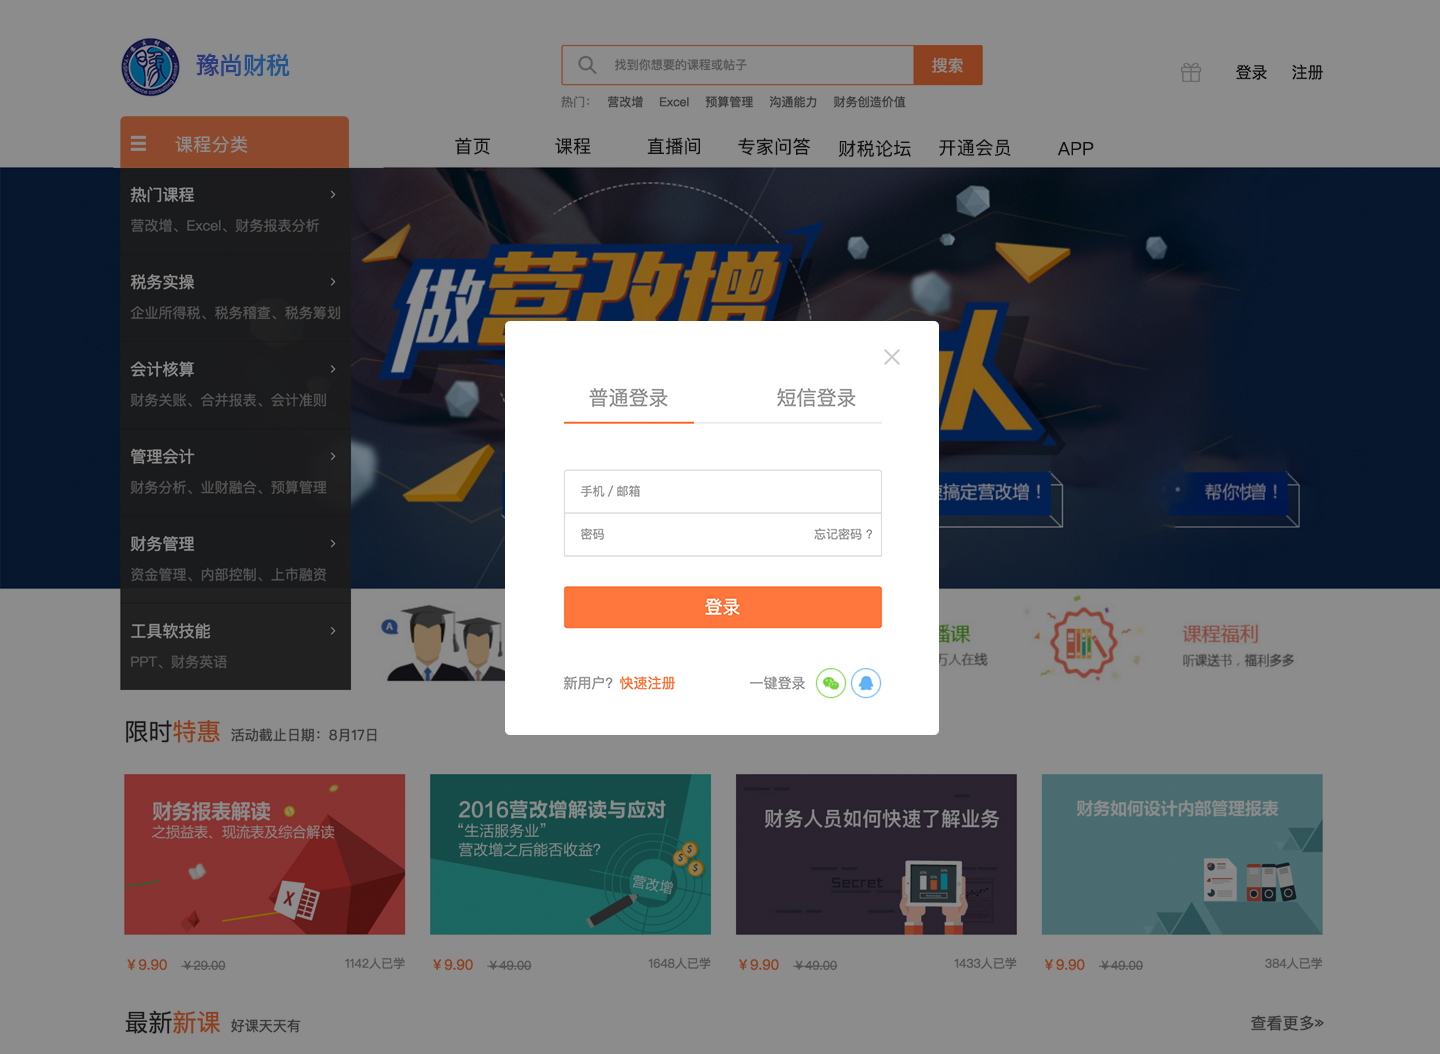 豫尚财税
找到你想要的课程或帖子
搜索
登录 注册
热门： 营改增 Excel 预算管理 沟通能力 财务创造价值
课程分类
首页 课程 直播间 专家问答 财税论坛 开通会员 APP
热门课程
营改增、Excel、财务报表分析
税务实操
企业所得税、税务稽查、税务筹划
会计核算
财务关账、合并报表、会计准则
管理会计
财务分析、业财融合、预算管理
财务管理
资金管理、内部控制、上市融资
工具软技能
PPT、财务英语
做营改增
人
搞定营改增！
帮你快增！
普通登录 短信登录
手机 / 邮箱
密码 忘记密码？
登录
新用户？快速注册 一键登录
A
播课
万人在线
课程福利
听课送书，福利多多
限时特惠 活动截止日期：8月17日
财务报表解读
之损益表、现流表及综合解读
X
¥9.90 ¥29.00 1142人已学
2016营改增解读与应对
“生活服务业”
营改增之后能否收益？
营改增
$ $ $
¥9.90 ¥49.00 1648人已学
财务人员如何快速了解业务
Secret
¥9.90 ¥49.00 1433人已学
财务如何设计内部管理报表
¥9.90 ¥49.00 384人已学
最新新课 好课天天有
查看更多»